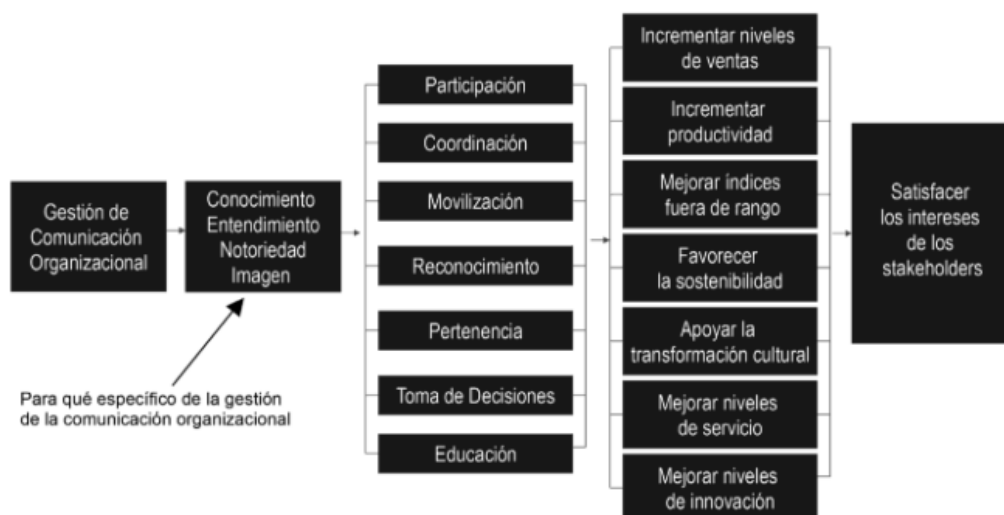 Gestión de
Comunicación
Organizacional
Conocimiento
Entendimiento
Notoriedad
Imagen
Para qué específico de la gestión
de la comunicación organizacional
Participación
Coordinación
Movilización
Reconocimiento
Pertenencia
Toma de Decisiones
Educación
Incrementar niveles
de ventas
Incrementar
productividad
Mejorar índices
fuera de rango
Favorecer
la sostenibilidad
Apoyar la
transformación cultural
Mejorar niveles
de servicio
Mejorar niveles
de innovación
Satisfacer
los intereses
de los
stakeholders